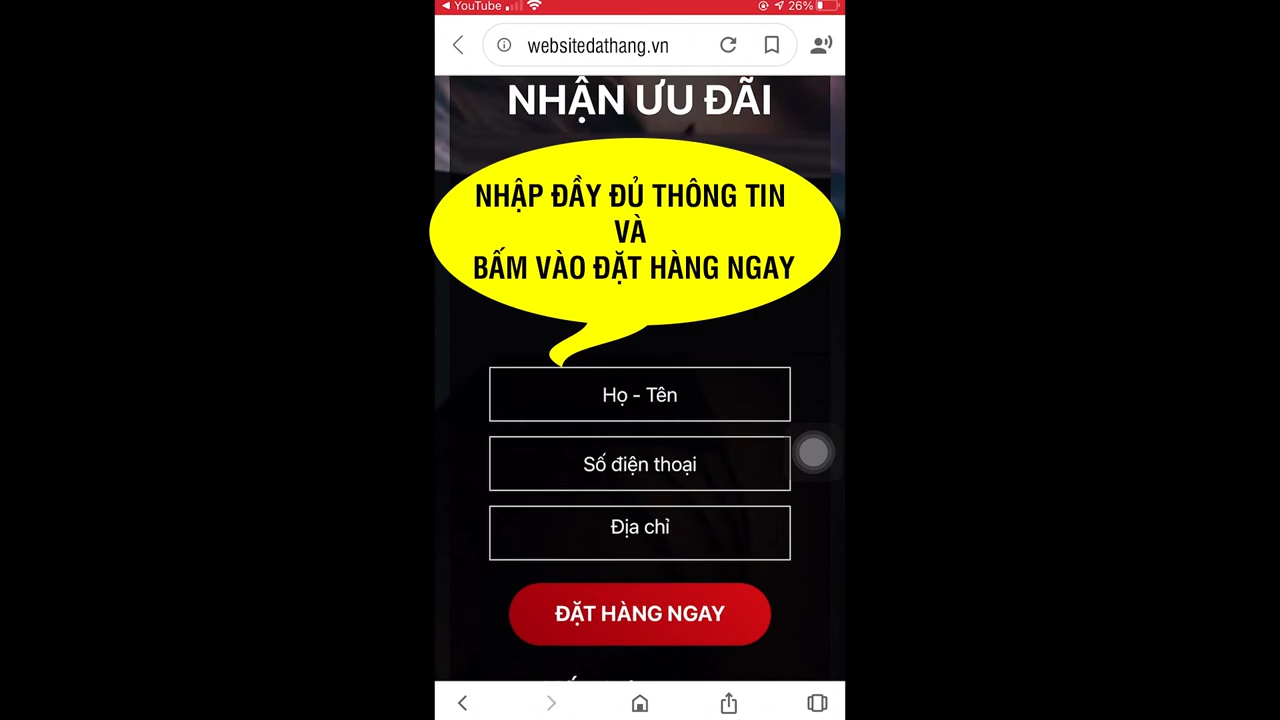 YouTube
26%
websitedathang.vn
NHẬN ƯU ĐÃI
NHẬP ĐẦY ĐỦ THÔNG TIN
VÀ
BẤM VÀO ĐẶT HÀNG NGAY
Họ - Tên
Số điện thoại
Địa chỉ
ĐẶT HÀNG NGAY